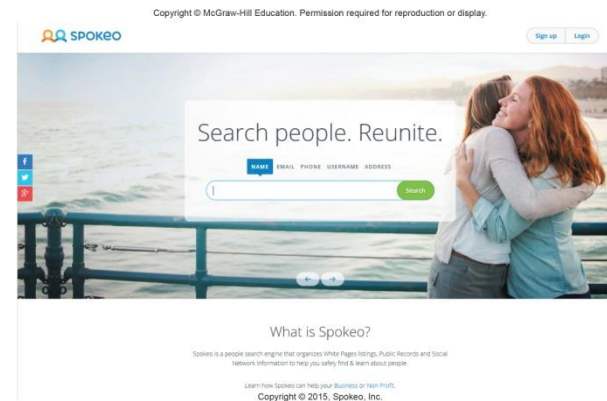 Copyright © McGraw-Hill Education. Permission required for reproduction or display.
spokeo
Sign up Login
Search people. Reunite.
NAME EMAIL PHONE USERNAME ADDRESS
Search
What is Spokeo?
Spokeo is a people search engine that organizes White Pages listings, Public Records and Social
Network information to help you safely find & learn about people
Learn how Spokeo can help your Business or Non Profit.
Copyright © 2015, Spokeo, Inc.